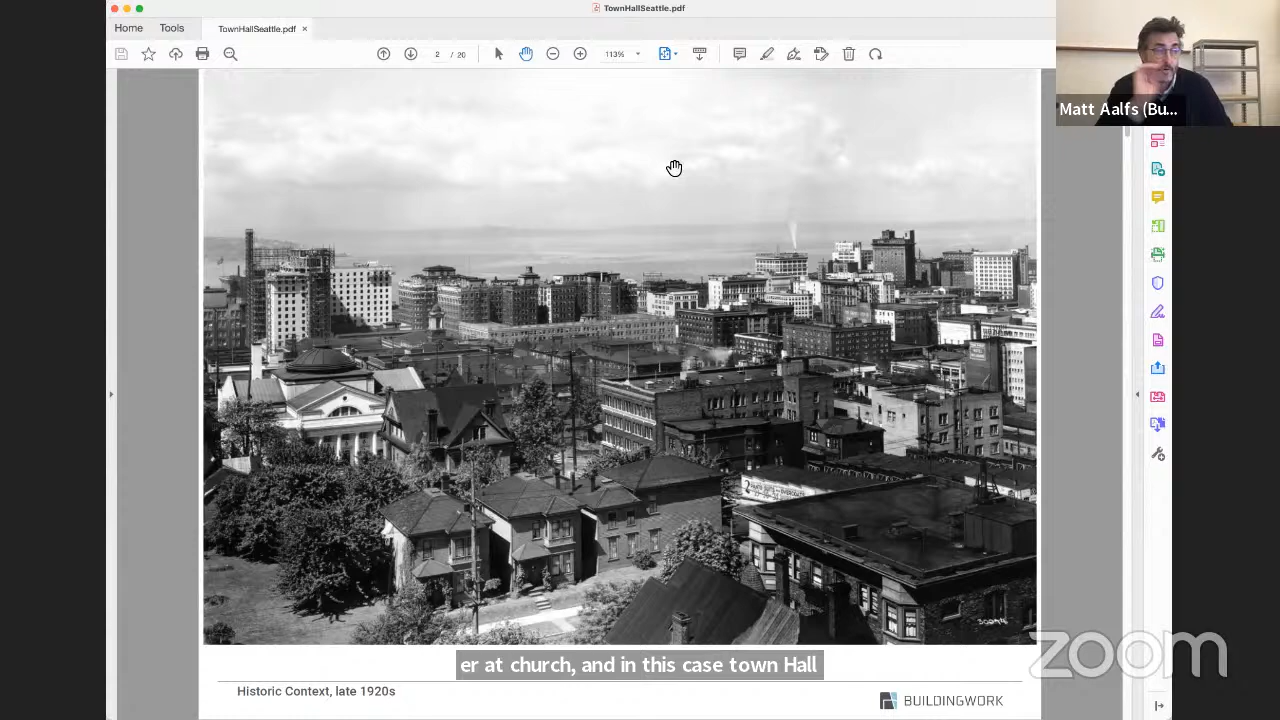 TownHallSeattle.pdf
Home
Tools
TownHallSeattle.pdf ×
2 / 20
113%
Matt Aalfs (Bu...
30094
er at church, and in this case town Hall
Historic Context, late 1920s
BUILDINGWORK
zoom